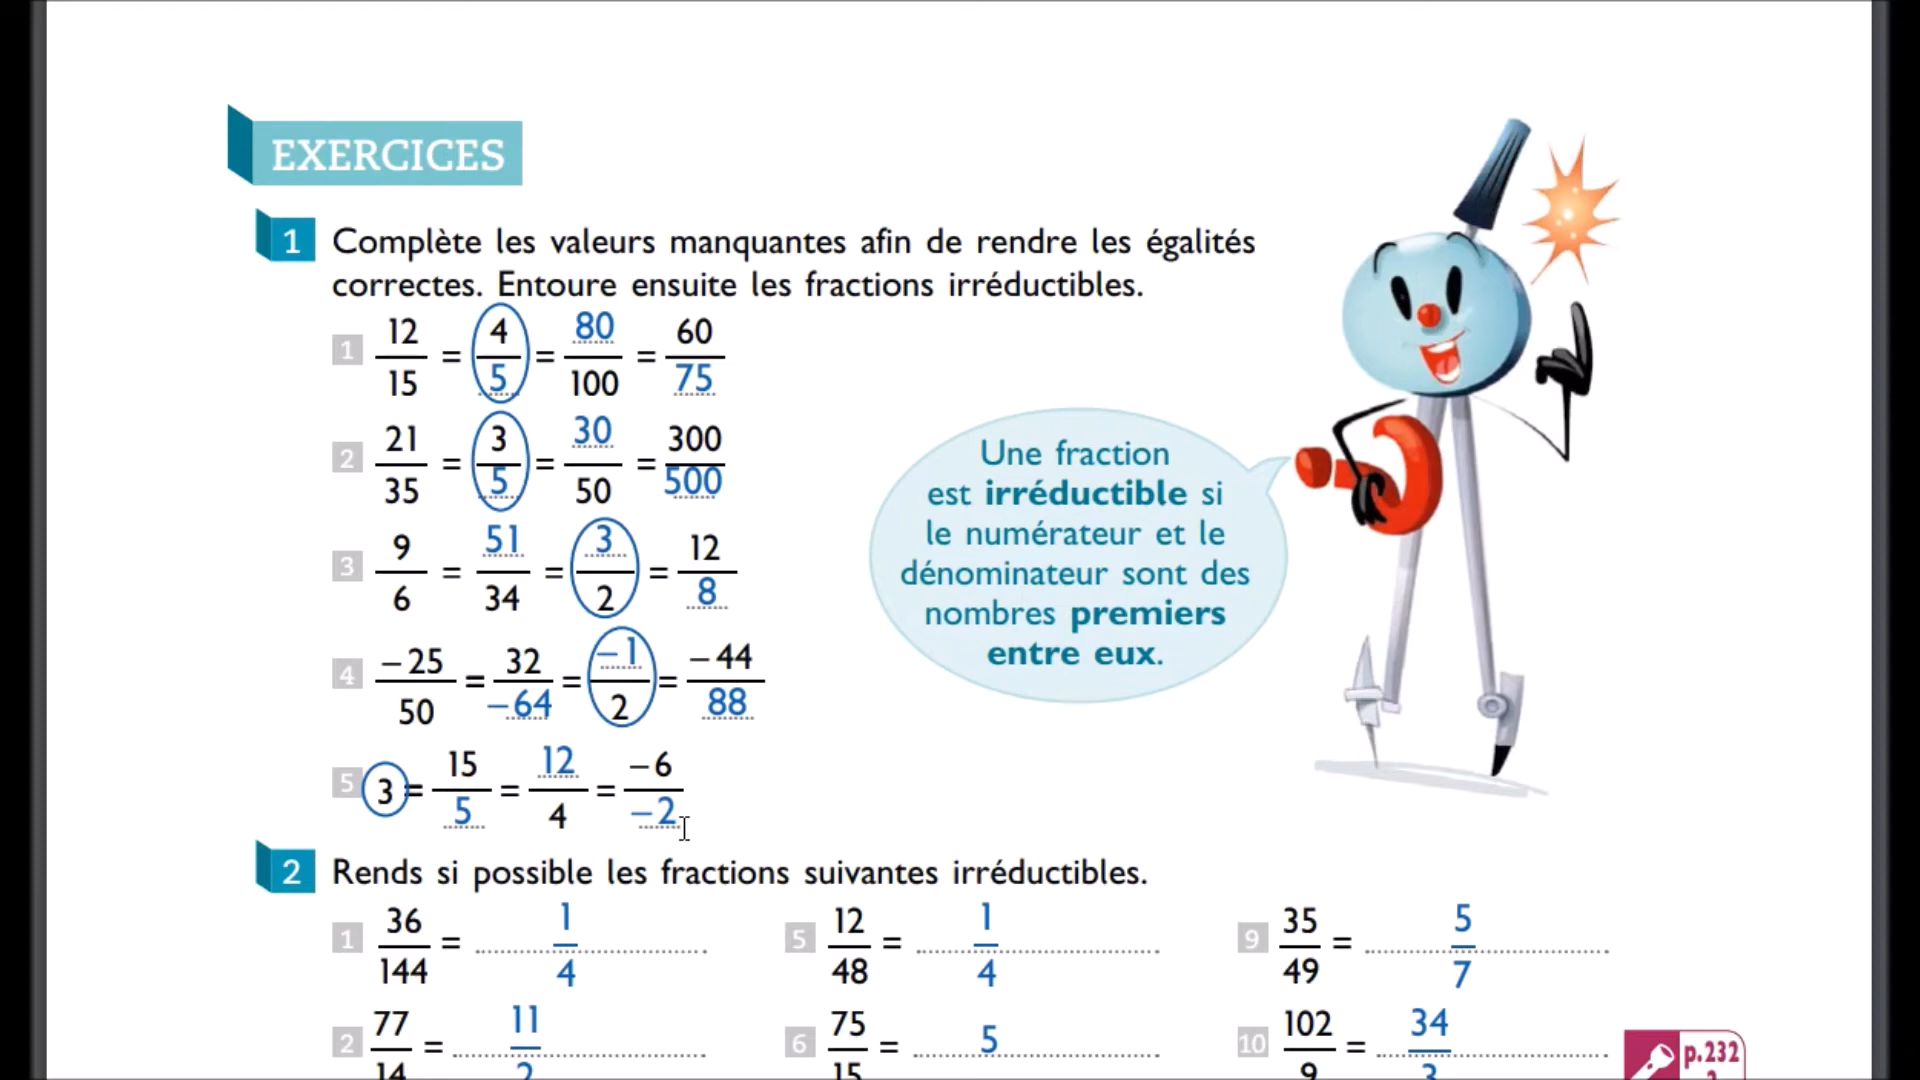 EXERCICES
1 Complète les valeurs manquantes afin de rendre les égalités
correctes. Entoure ensuite les fractions irréductibles.
1 12/15 = 4/5 = 80/100 = 60/75
2 21/35 = 3/5 = 30/50 = 300/500
3 9/6 = 51/34 = 3/2 = 12/8
4 −25/50 = 32/−64 = −1/2 = −44/88
5 3 = 15/5 = 12/4 = −6/−2
Une fraction
est irréductible si
le numérateur et le
dénominateur sont des
nombres premiers
entre eux.
2 Rends si possible les fractions suivantes irréductibles.
1 36/144 = 1/4
5 12/48 = 1/4
9 35/49 = 5/7
2 77/14 = 11/2
6 75/15 = 5
10 102/9 = 34/3
p.232